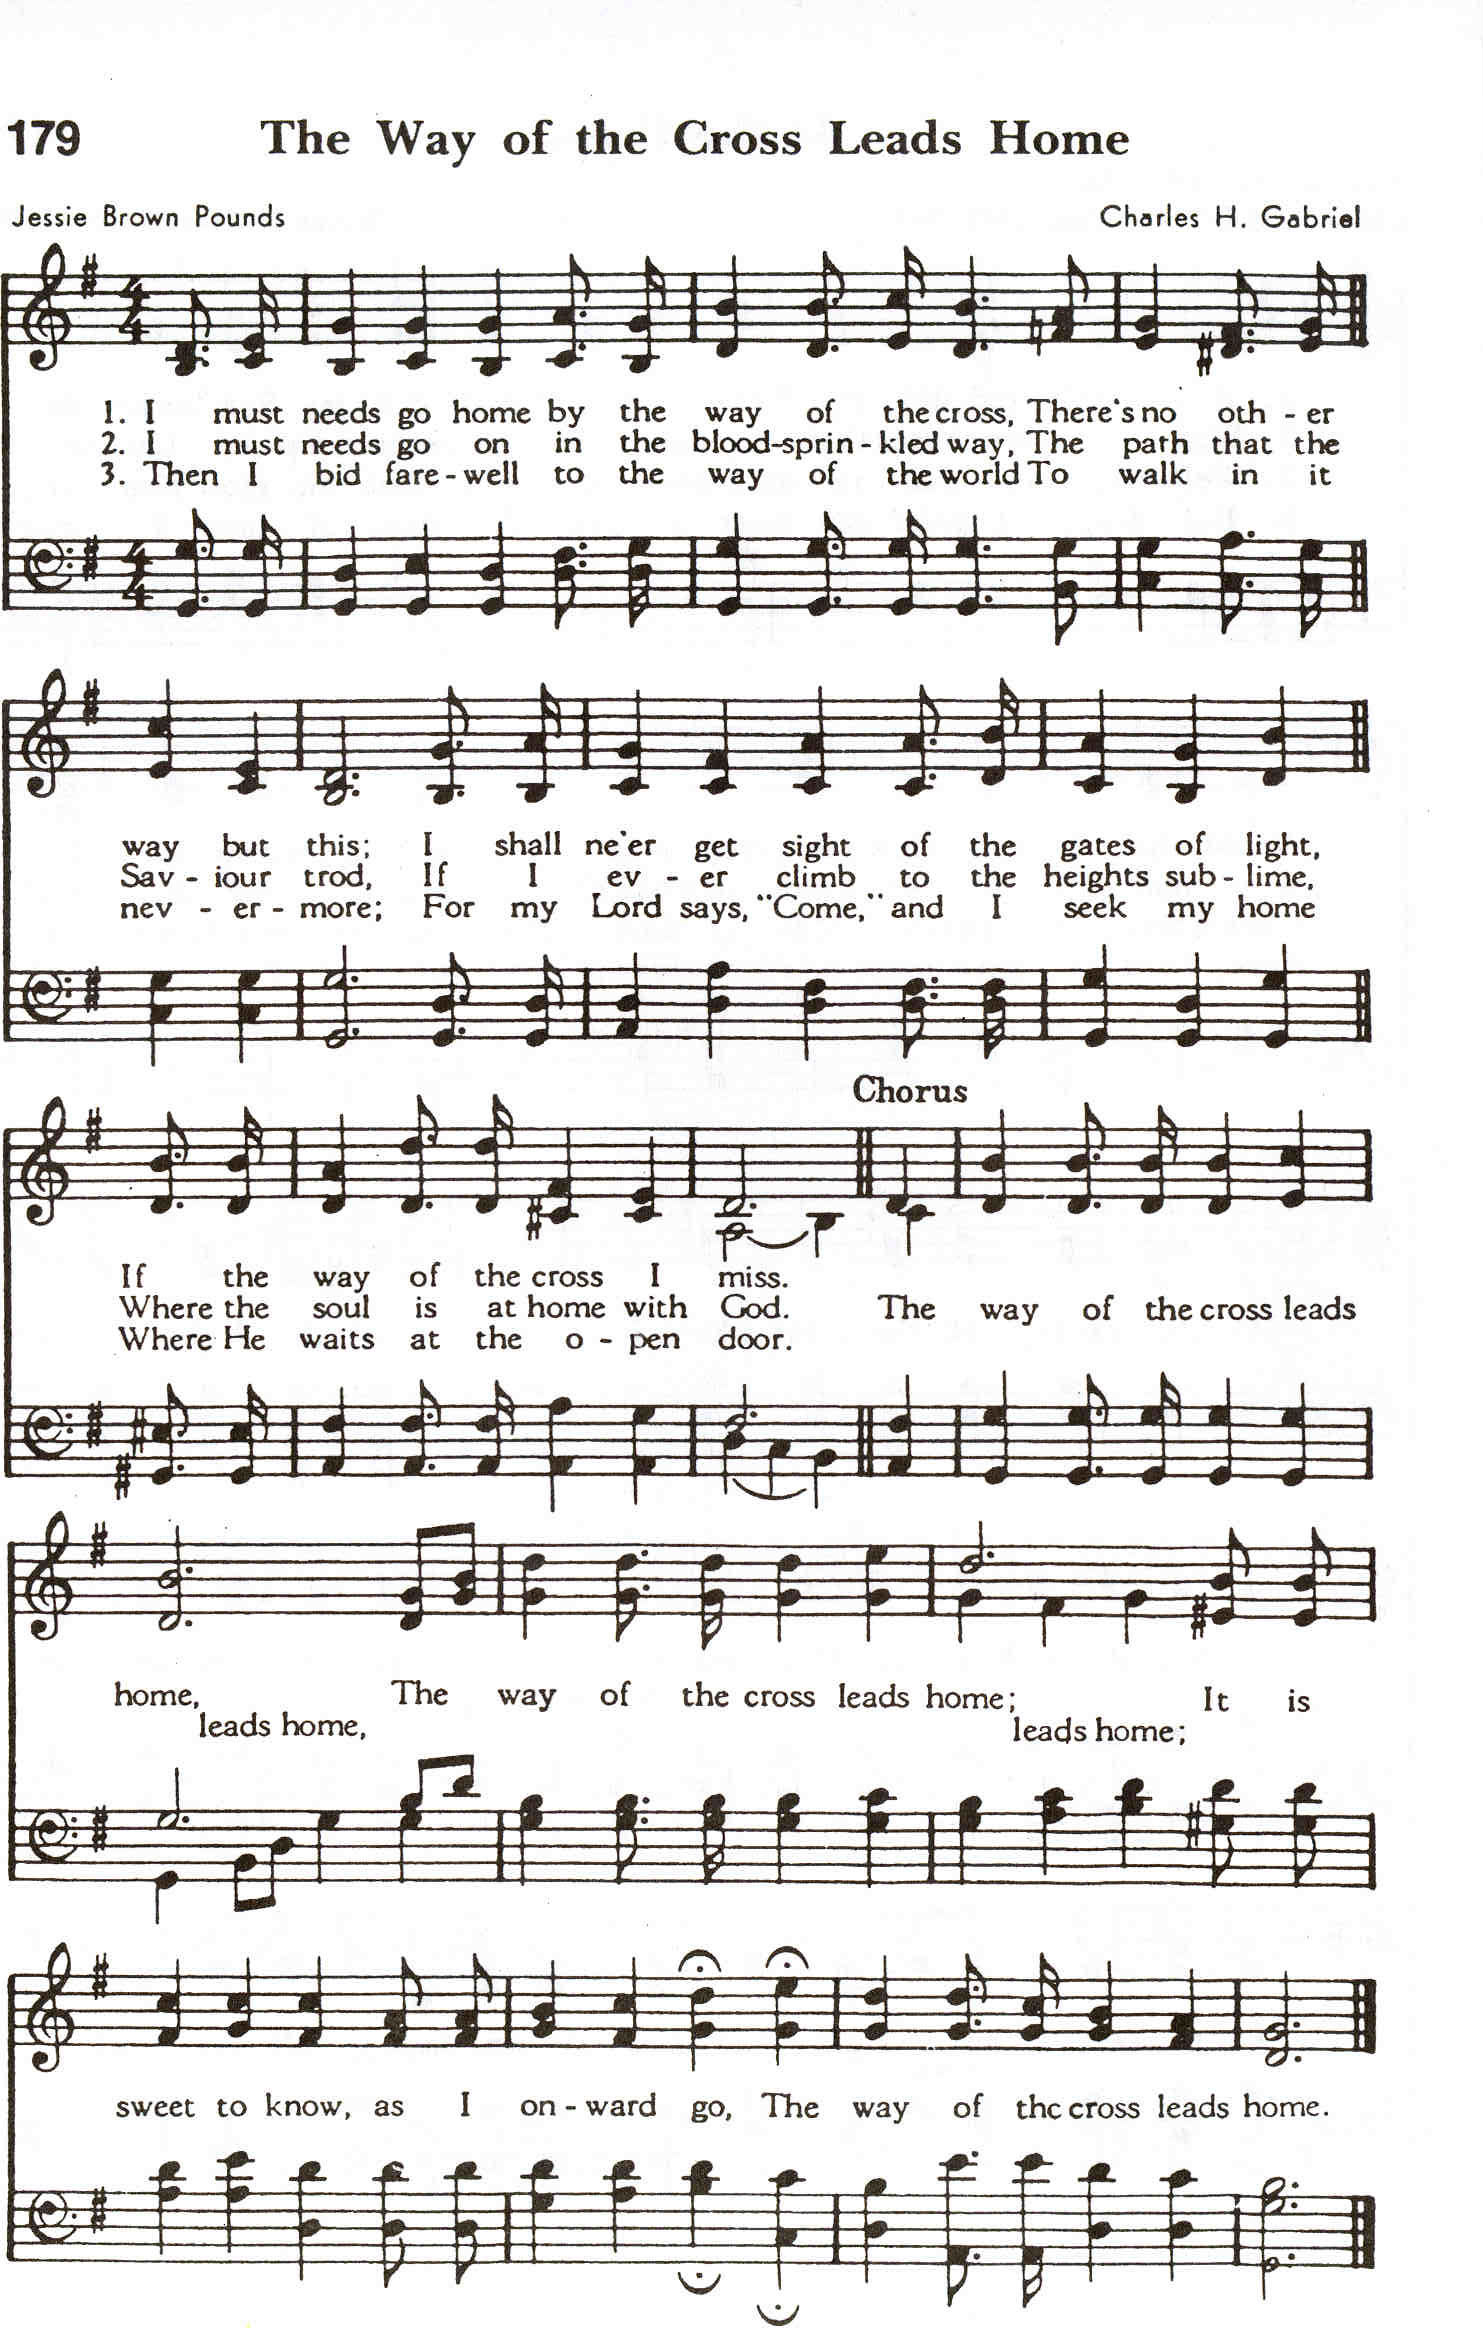 179 The Way of the Cross Leads Home
Jessie Brown Pounds Charles H. Gabriel
1. I must needs go home by the way of the cross, There's no oth - er
2. I must needs go on in the blood-sprin - kled way, The path that the
3. Then I bid fare - well to the way of the world To walk in it
way but this; I shall ne'er get sight of the gates of light,
Sav - iour trod, If I ev - er climb to the heights sub - lime,
nev - er - more; For my Lord says, "Come," and I seek my home
Chorus
If the way of the cross I miss.
Where the soul is at home with God. The way of the cross leads
Where He waits at the o - pen door.
home, The way of the cross leads home; It is
leads home, leads home;
sweet to know, as I on - ward go, The way of the cross leads home.